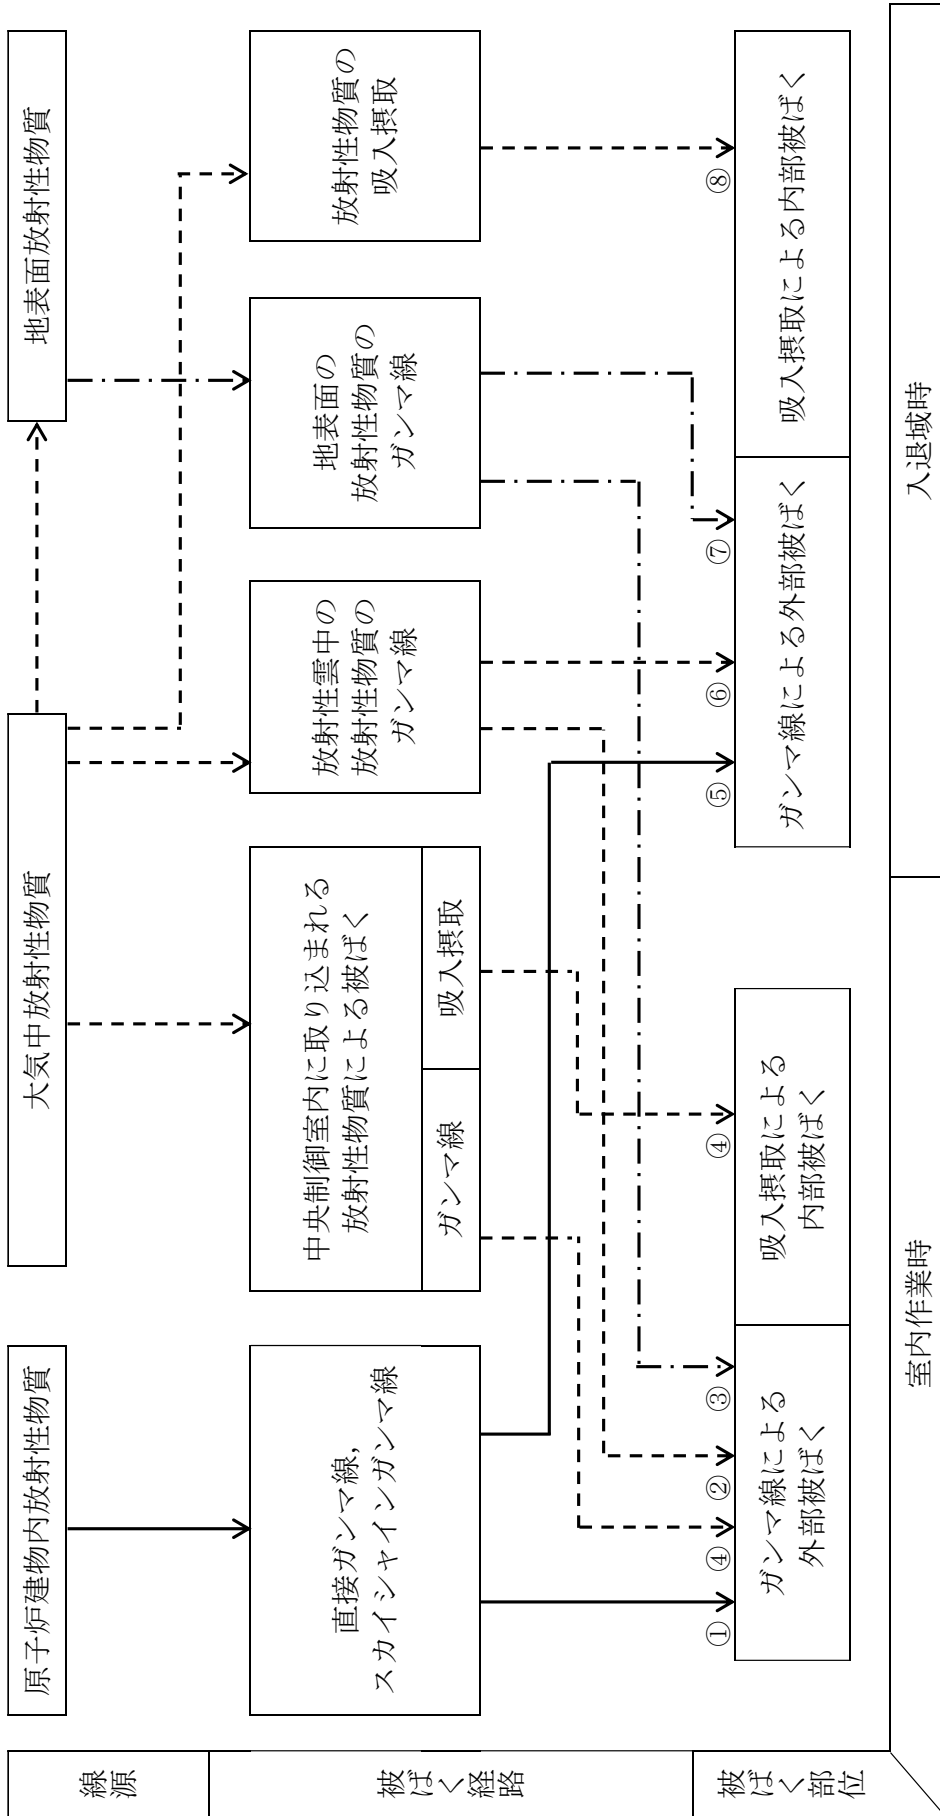 線源
原子炉建物内放射性物質
大気中放射性物質
地表面放射性物質
被ばく経路
直接ガンマ線,
スカイシャインガンマ線
中央制御室内に取り込まれる
放射性物質による被ばく
ガンマ線
吸入摂取
放射性雲中の
放射性物質の
ガンマ線
地表面の
放射性物質の
ガンマ線
放射性物質の
吸入摂取
被ばく部位
①
④
②
③
④
⑤
⑥
⑦
⑧
ガンマ線による
外部被ばく
吸入摂取による
内部被ばく
ガンマ線による外部被ばく
吸入摂取による内部被ばく
室内作業時
入退域時